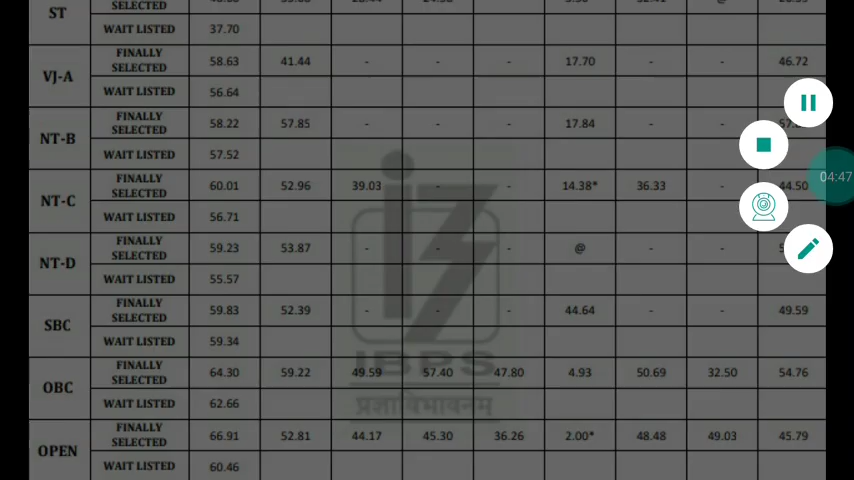 ST SELECTED
WAIT LISTED 37.70
VJ-A FINALLY SELECTED 58.63 41.44 - - - 17.70 - - 46.72
WAIT LISTED 56.64
NT-B FINALLY SELECTED 58.22 57.85 - - - 17.84 - -
WAIT LISTED 57.52
NT-C FINALLY SELECTED 60.01 52.96 39.03 - - 14.38* 36.33 - 44.50
WAIT LISTED 56.71
NT-D FINALLY SELECTED 59.23 53.87 - - - @ - -
WAIT LISTED 55.57
SBC FINALLY SELECTED 59.83 52.39 - - - 44.64 - - 49.59
WAIT LISTED 59.34
OBC FINALLY SELECTED 64.30 59.22 49.59 57.40 47.80 4.93 50.69 32.50 54.76
WAIT LISTED 62.66
OPEN FINALLY SELECTED 66.91 52.81 44.17 45.30 36.26 2.00* 48.48 49.03 45.79
WAIT LISTED 60.46
IBPS
प्रज्ञाविभावनम्
04:47